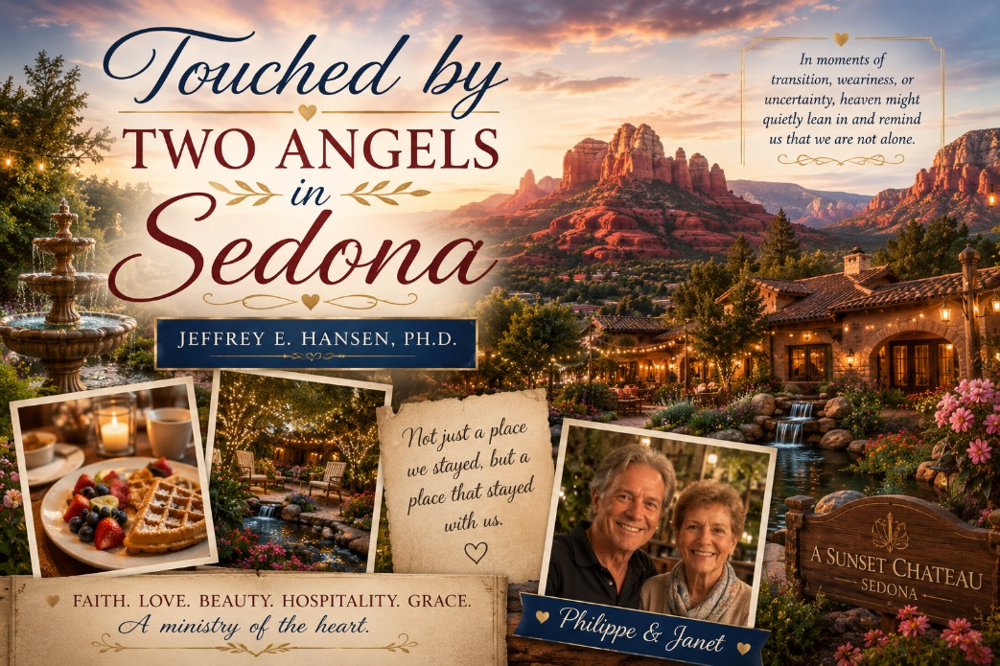 Touched by
TWO ANGELS
in
Sedona
JEFFREY E. HANSEN, PH.D.
In moments of
transition, weariness, or
uncertainty, heaven might
quietly lean in and remind
us that we are not alone.
Not just a place
we stayed, but a
place that stayed
with us.
Philippe & Janet
A SUNSET CHATEAU
SEDONA
FAITH. LOVE. BEAUTY. HOSPITALITY. GRACE.
A ministry of the heart.